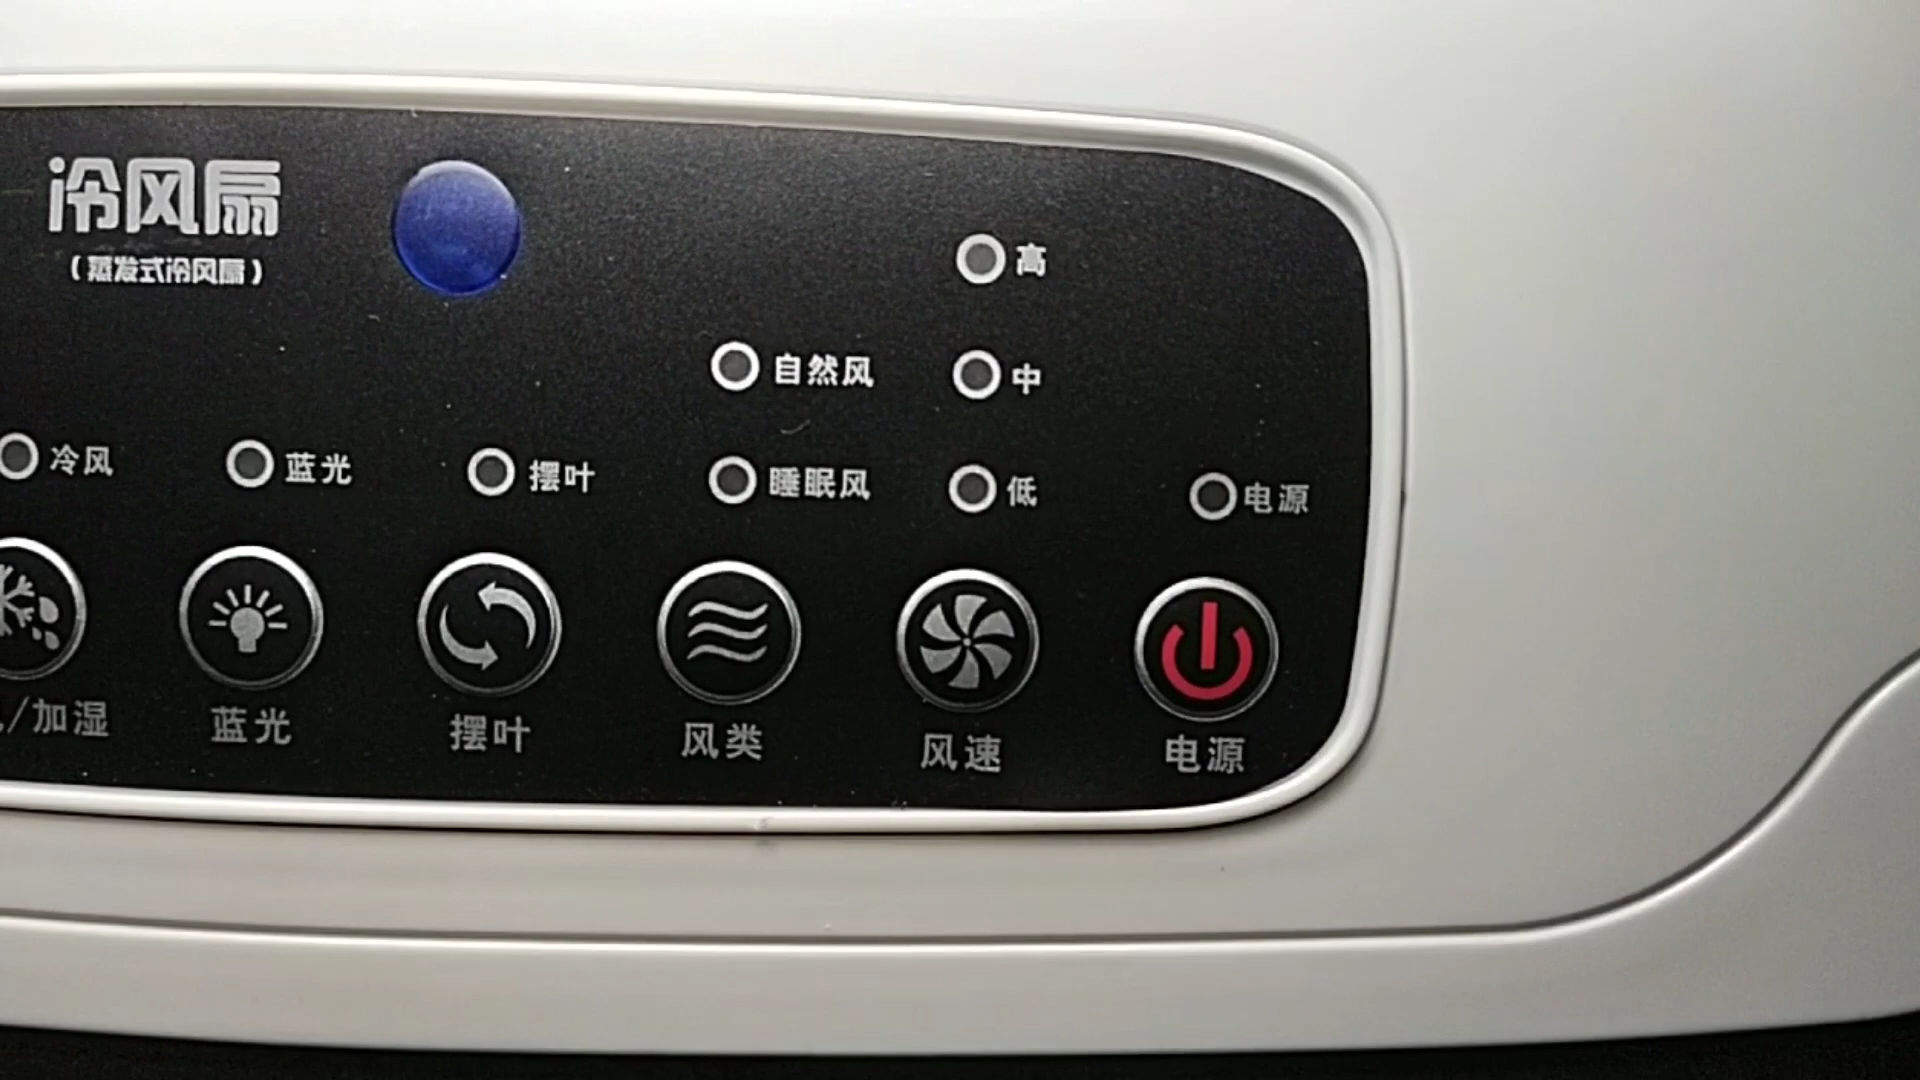 冷风扇
（蒸发式冷风扇）
高
自然风
中
冷风
蓝光
摆叶
睡眠风
低
电源
/加湿
蓝光
摆叶
风类
风速
电源